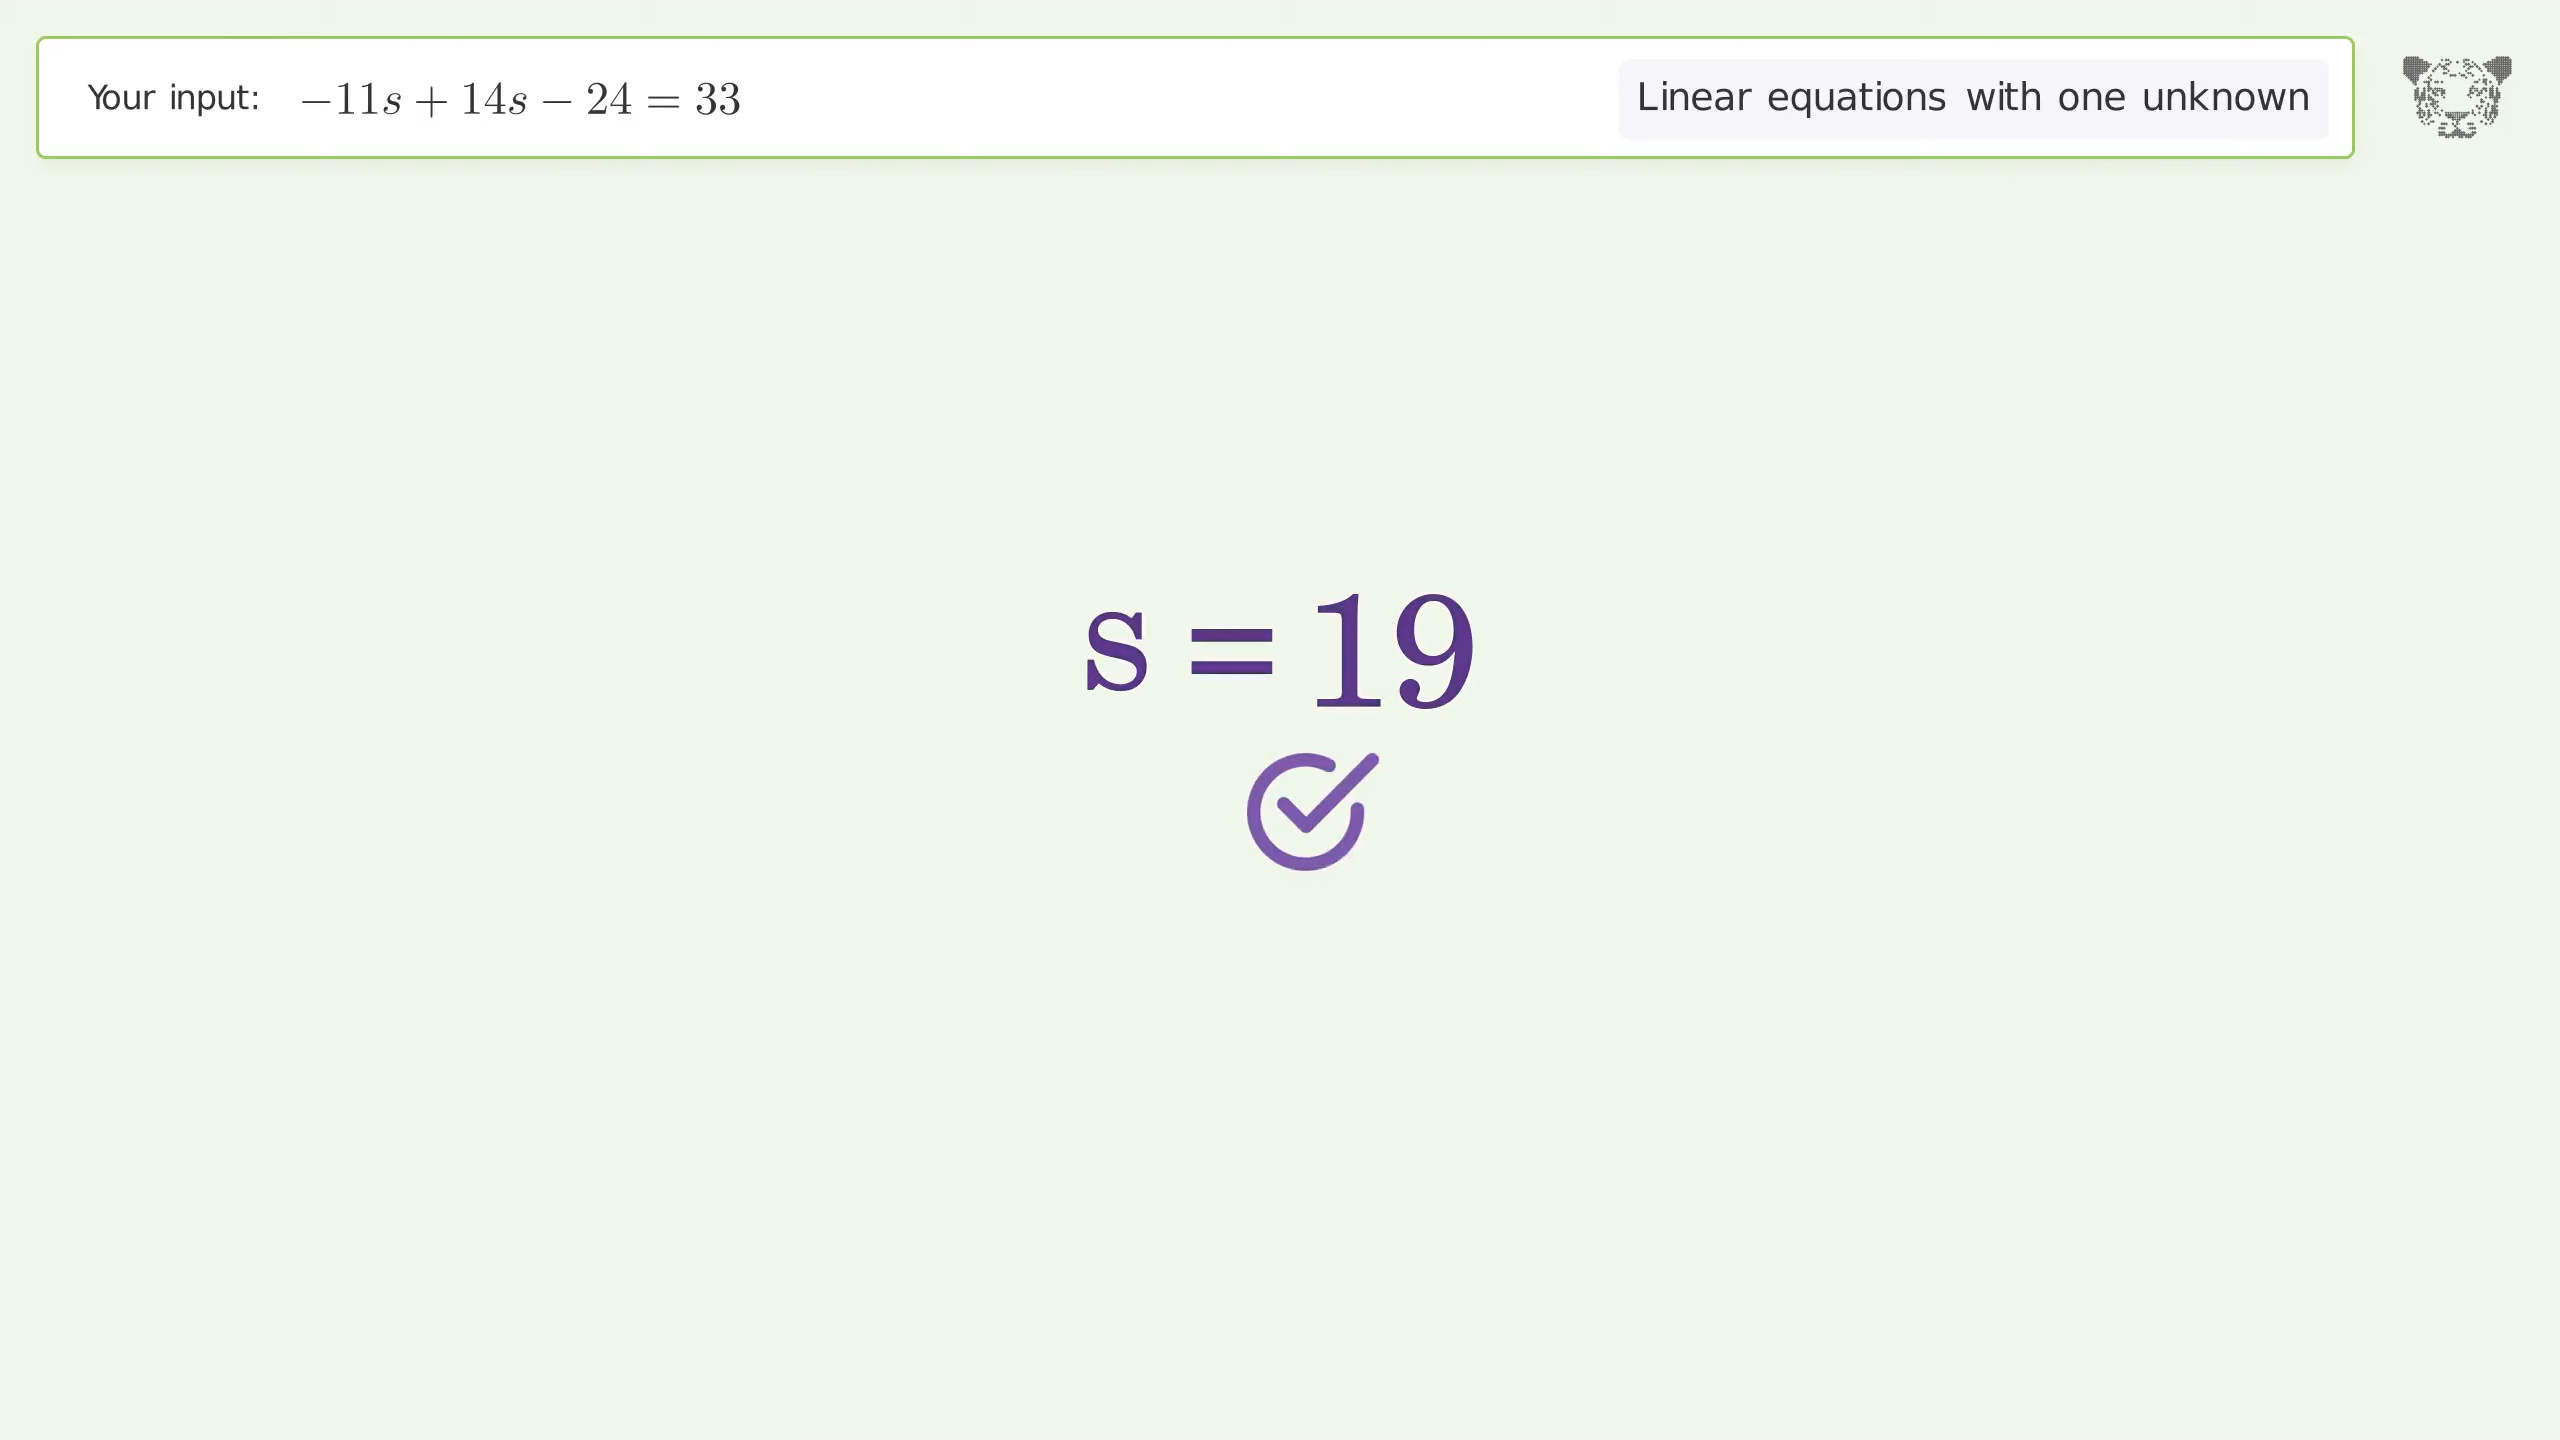 Your input: −11s + 14s − 24 = 33
Linear equations with one unknown
s = 19